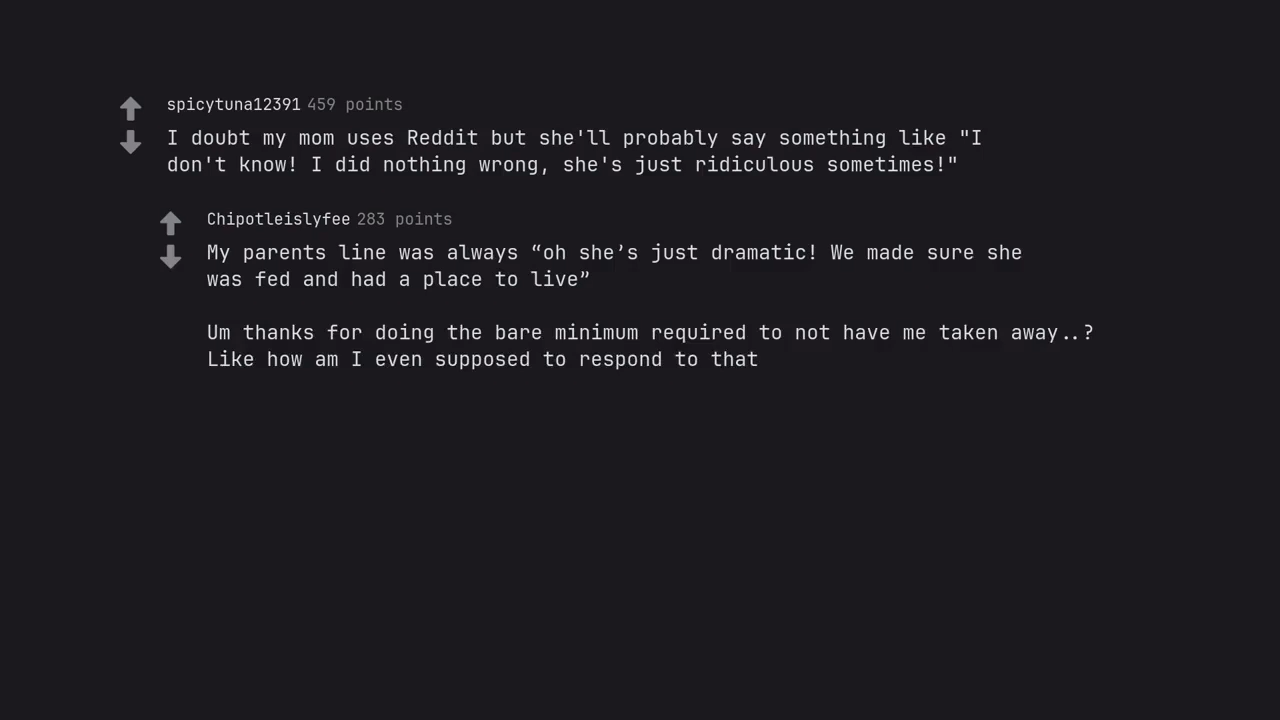 spicytuna12391 459 points
I doubt my mom uses Reddit but she'll probably say something like "I
don't know! I did nothing wrong, she's just ridiculous sometimes!"
Chipotleislyfee 283 points
My parents line was always “oh she’s just dramatic! We made sure she
was fed and had a place to live”
Um thanks for doing the bare minimum required to not have me taken away..?
Like how am I even supposed to respond to that